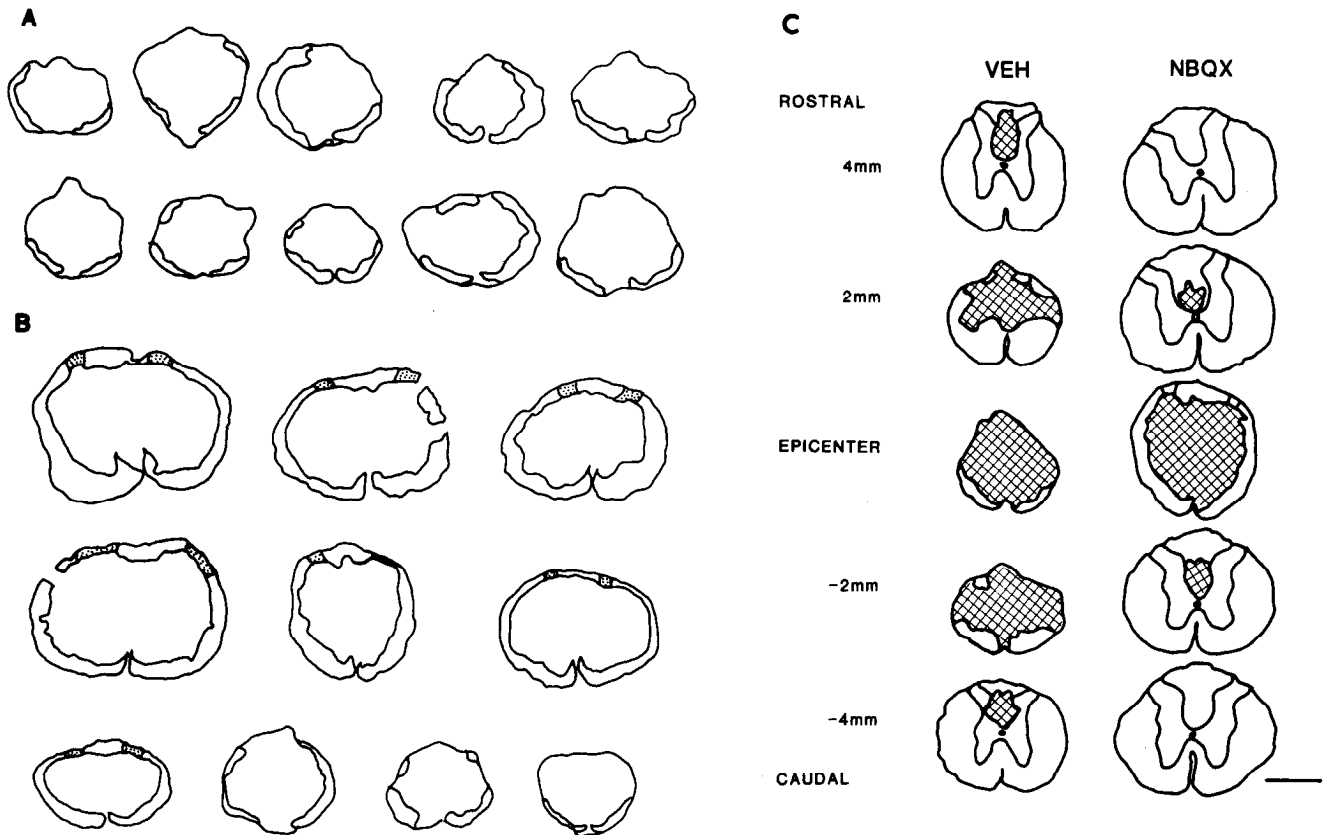 A
B
C
VEH NBQX
ROSTRAL
4mm
2mm
EPICENTER
-2mm
-4mm
CAUDAL